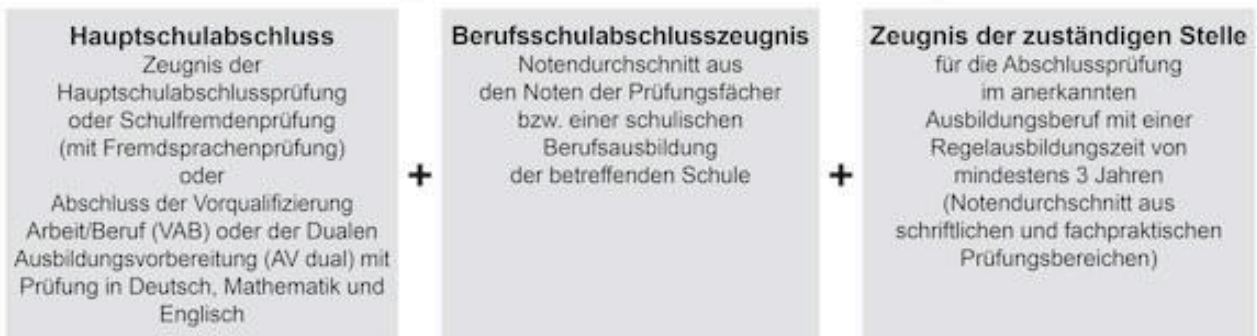 Hauptschulabschluss
Zeugnis der
Hauptschulabschlussprüfung
oder Schulfremdenprüfung
(mit Fremdsprachenprüfung)
oder
Abschluss der Vorqualifizierung
Arbeit/Beruf (VAB) oder der Dualen
Ausbildungsvorbereitung (AV dual) mit
Prüfung in Deutsch, Mathematik und
Englisch
+
Berufsschulabschlusszeugnis
Notendurchschnitt aus
den Noten der Prüfungsfächer
bzw. einer schulischen
Berufsausbildung
der betreffenden Schule
+
Zeugnis der zuständigen Stelle
für die Abschlussprüfung
im anerkannten
Ausbildungsberuf mit einer
Regelausbildungszeit von
mindestens 3 Jahren
(Notendurchschnitt aus
schriftlichen und fachpraktischen
Prüfungsbereichen)